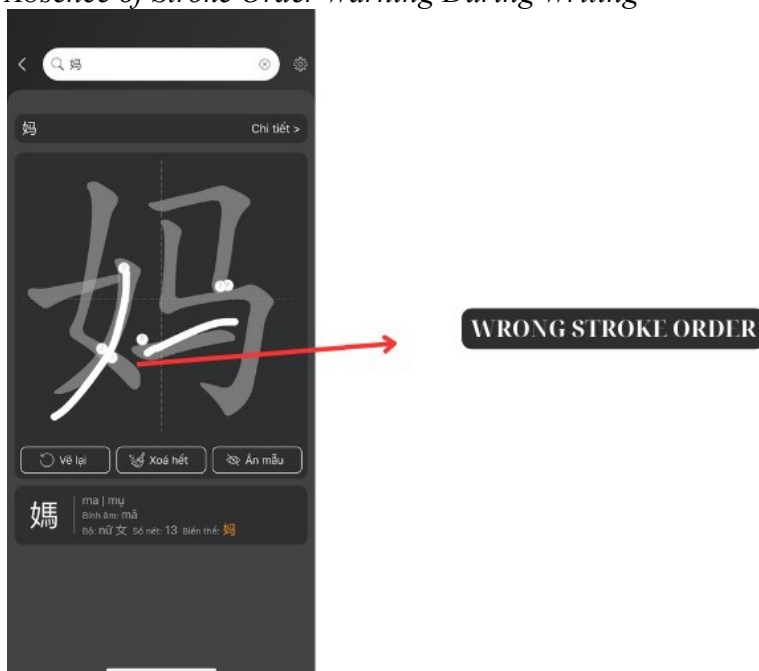 Absence of Stroke Order Warning During Writing
妈
妈 Chi tiết >
妈
WRONG STROKE ORDER
Vẽ lại Xoá hết Ẩn mẫu
媽
ma | mụ
Bính âm: mā
Bộ: nữ 女 Số nét: 13 Biến thể: 妈